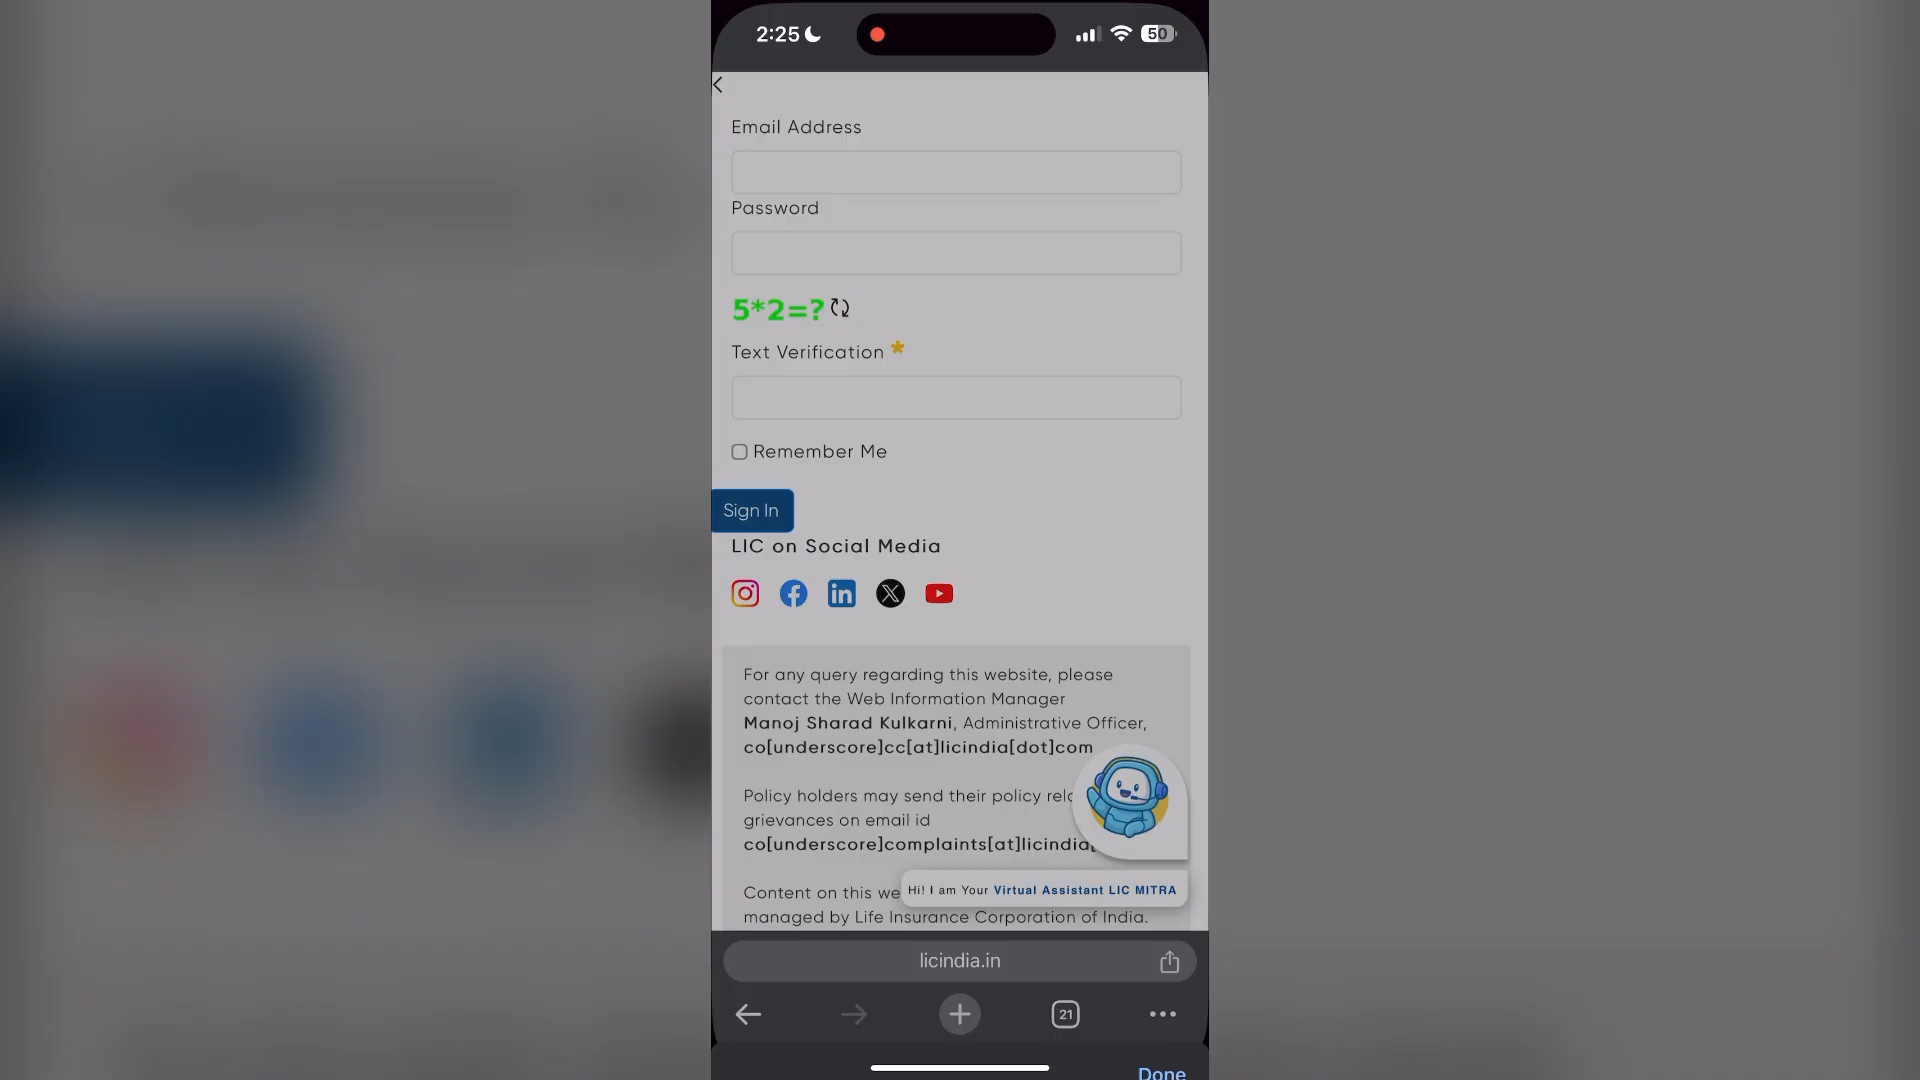 2:25
50
Email Address
Password
5*2=?
Text Verification *
Remember Me
Sign In
LIC on Social Media
For any query regarding this website, please
contact the Web Information Manager
Manoj Sharad Kulkarni, Administrative Officer,
co[underscore]cc[at]licindia[dot]com
Policy holders may send their policy
grievances on email id
co[underscore]complaints[at]licindia[
Content on this
managed by Life Insurance Corporation of India.
Hi! I am Your Virtual Assistant LIC MITRA
licindia.in
21
Done